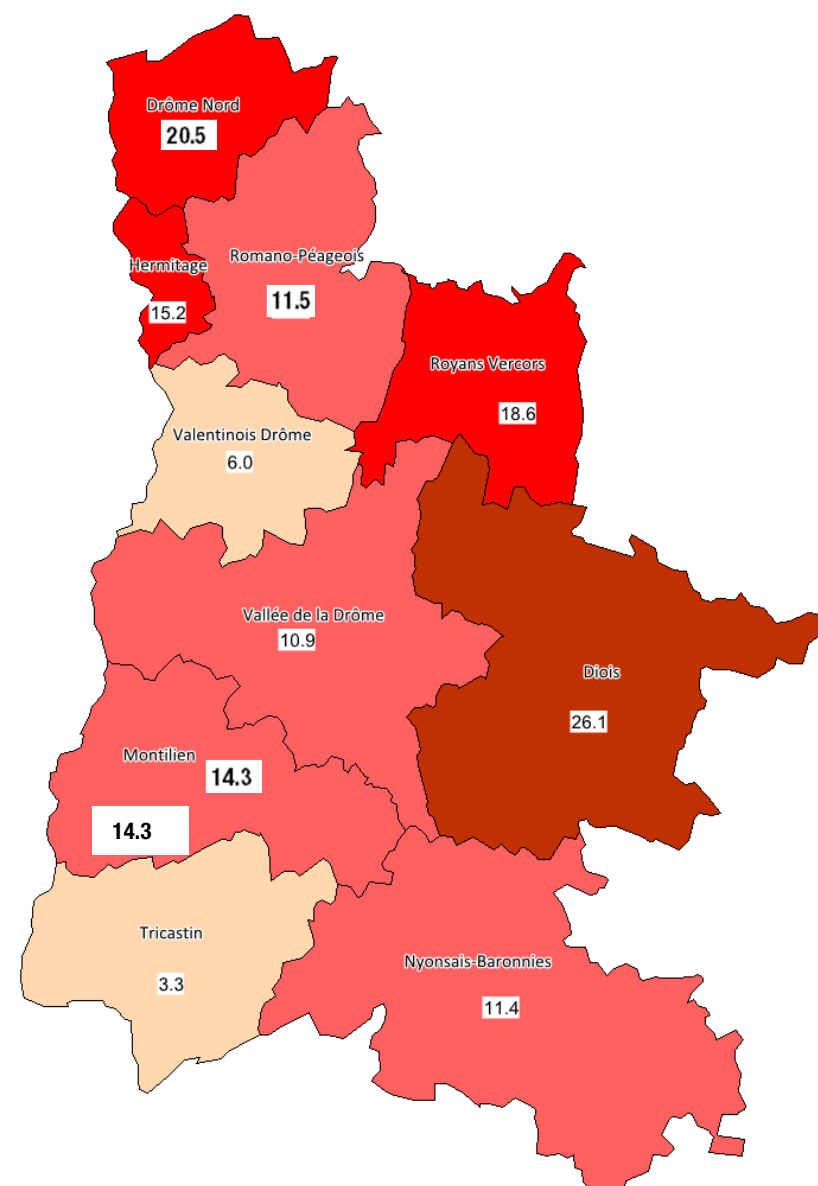 Drôme Nord
20.5
Romano-Péageois
11.5
Hermitage
15.2
Royans Vercors
18.6
Valentinois Drôme
6.0
Vallée de la Drôme
10.9
Diois
26.1
Montilien
14.3
14.3
Tricastin
3.3
Nyonsais-Baronnies
11.4